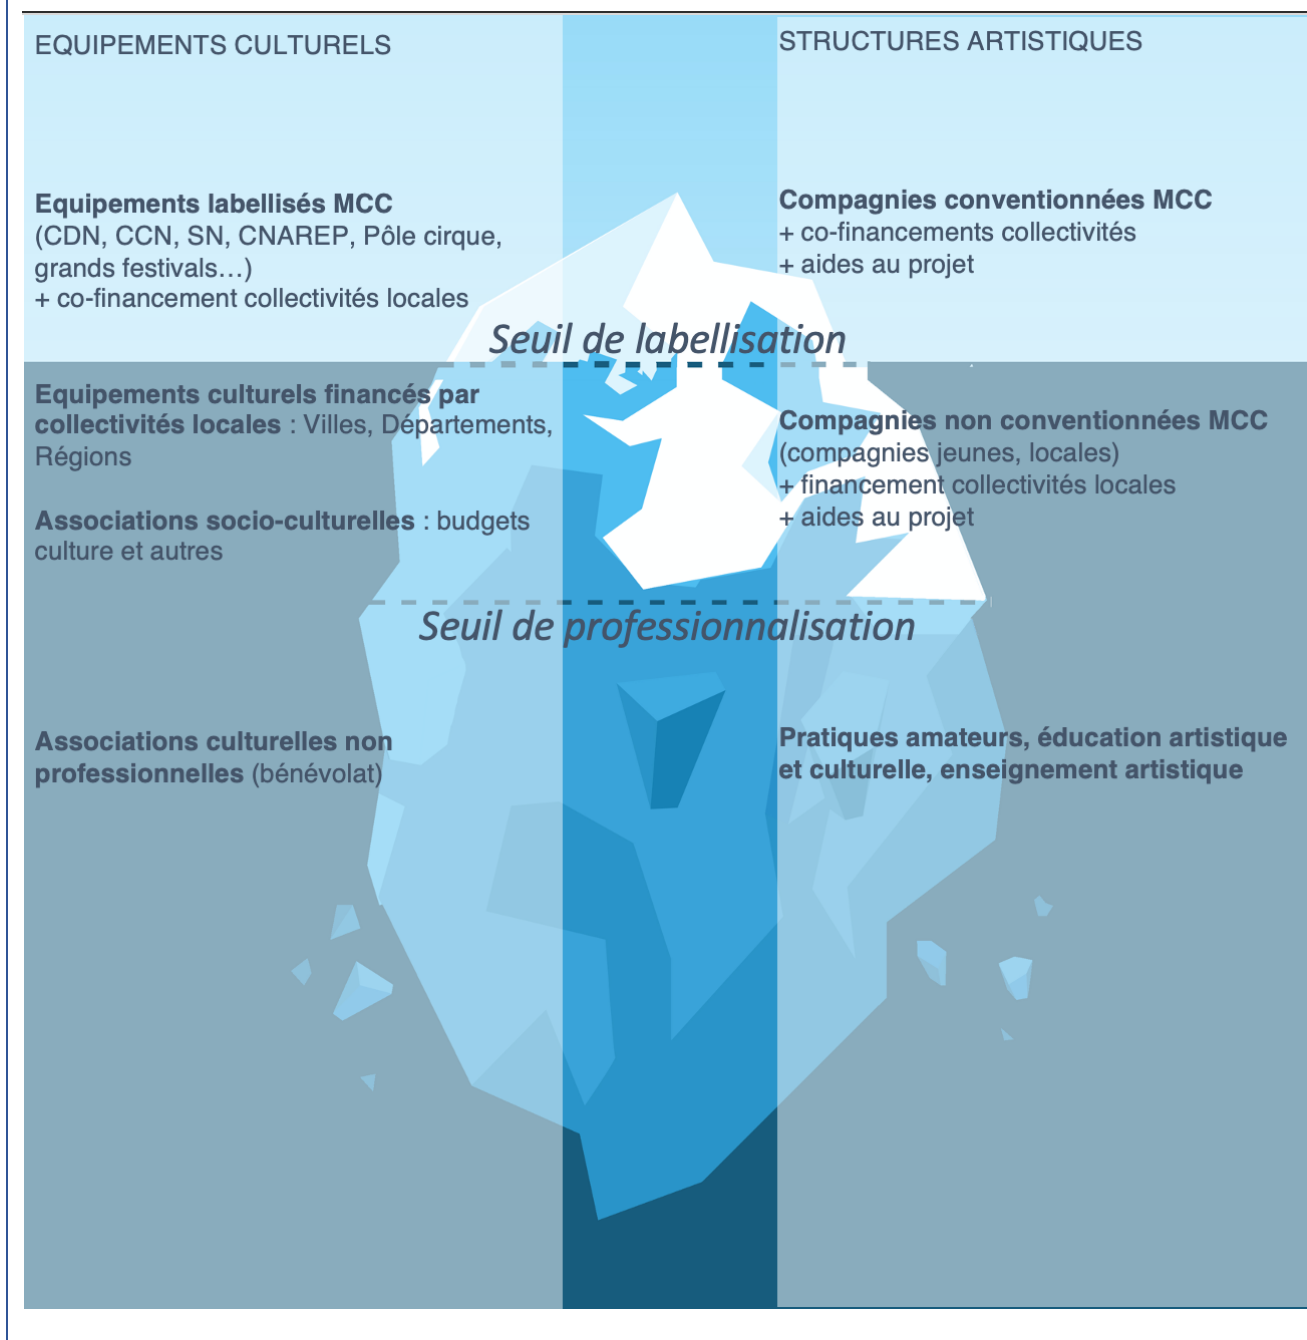 EQUIPEMENTS CULTURELS
STRUCTURES ARTISTIQUES
Equipements labellisés MCC
(CDN, CCN, SN, CNAREP, Pôle cirque,
grands festivals…)
+ co-financement collectivités locales
Compagnies conventionnées MCC
+ co-financements collectivités
+ aides au projet
Seuil de labellisation
Equipements culturels financés par
collectivités locales : Villes, Départements,
Régions
Associations socio-culturelles : budgets
culture et autres
Compagnies non conventionnées MCC
(compagnies jeunes, locales)
+ financement collectivités locales
+ aides au projet
Seuil de professionnalisation
Associations culturelles non
professionnelles (bénévolat)
Pratiques amateurs, éducation artistique
et culturelle, enseignement artistique